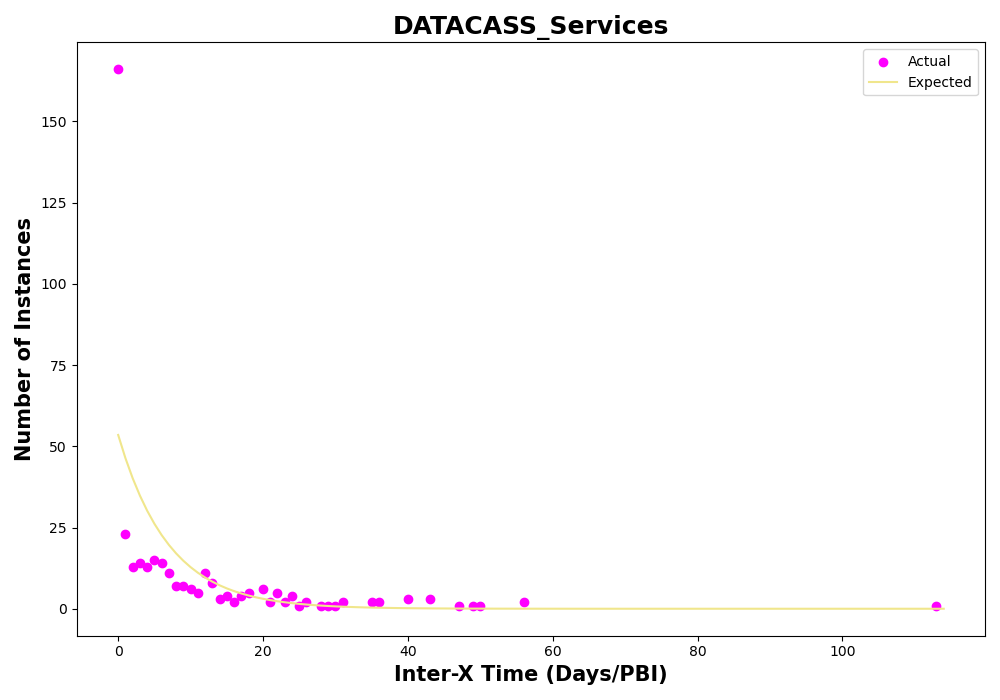 DATACASS_Services
Actual
Expected
Number of Instances
150
125
100
75
50
25
0
0 20 40 60 80 100
Inter-X Time (Days/PBI)